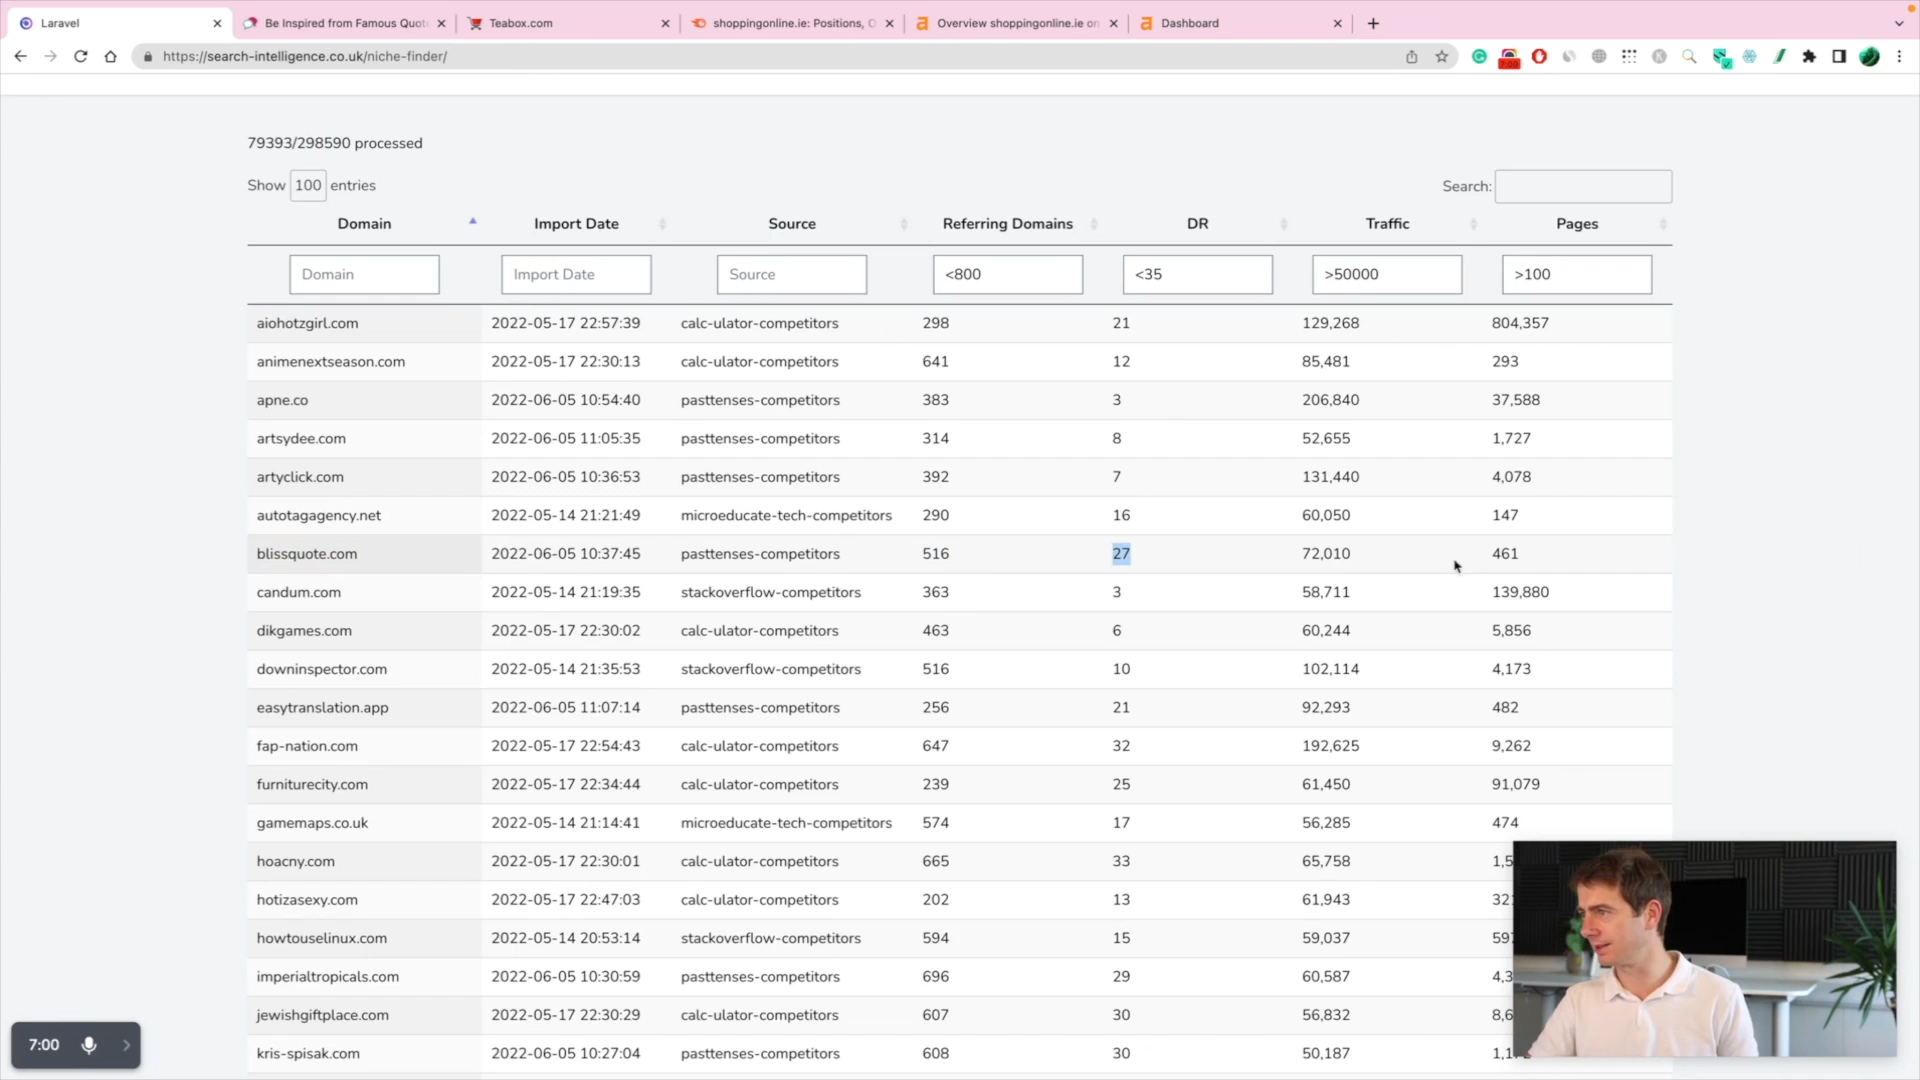 Laravel
Be Inspired from Famous Quot
Teabox.com
shoppingonline.ie: Positions, O
Overview shoppingonline.ie on
Dashboard
https://search-intelligence.co.uk/niche-finder/
7:00
79393/298590 processed
Show 100 entries
Search:
Domain Import Date Source Referring Domains DR Traffic Pages
Domain Import Date Source <800 <35 >50000 >100
aiohotzgirl.com 2022-05-17 22:57:39 calc-ulator-competitors 298 21 129,268 804,357
animenextseason.com 2022-05-17 22:30:13 calc-ulator-competitors 641 12 85,481 293
apne.co 2022-06-05 10:54:40 pasttenses-competitors 383 3 206,840 37,588
artsydee.com 2022-06-05 11:05:35 pasttenses-competitors 314 8 52,655 1,727
artyclick.com 2022-06-05 10:36:53 pasttenses-competitors 392 7 131,440 4,078
autotagagency.net 2022-05-14 21:21:49 microeducate-tech-competitors 290 16 60,050 147
blissquote.com 2022-06-05 10:37:45 pasttenses-competitors 516 27 72,010 461
candum.com 2022-05-14 21:19:35 stackoverflow-competitors 363 3 58,711 139,880
dikgames.com 2022-05-17 22:30:02 calc-ulator-competitors 463 6 60,244 5,856
downinspector.com 2022-05-14 21:35:53 stackoverflow-competitors 516 10 102,114 4,173
easytranslation.app 2022-06-05 11:07:14 pasttenses-competitors 256 21 92,293 482
fap-nation.com 2022-05-17 22:54:43 calc-ulator-competitors 647 32 192,625 9,262
furniturecity.com 2022-05-17 22:34:44 calc-ulator-competitors 239 25 61,450 91,079
gamemaps.co.uk 2022-05-14 21:14:41 microeducate-tech-competitors 574 17 56,285 474
hoacny.com 2022-05-17 22:30:01 calc-ulator-competitors 665 33 65,758 1,5
hotizasexy.com 2022-05-17 22:47:03 calc-ulator-competitors 202 13 61,943 32
howtouselinux.com 2022-05-14 20:53:14 stackoverflow-competitors 594 15 59,037 59
imperialtropicals.com 2022-06-05 10:30:59 pasttenses-competitors 696 29 60,587 4,3
jewishgiftplace.com 2022-05-17 22:30:29 calc-ulator-competitors 607 30 56,832 8,6
kris-spisak.com 2022-06-05 10:27:04 pasttenses-competitors 608 30 50,187 1,1
7:00